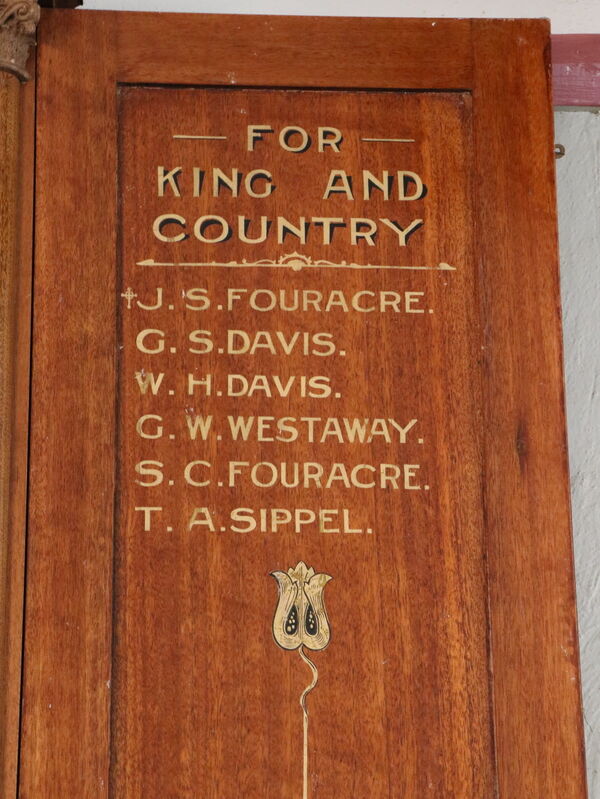 — FOR —
KING AND
COUNTRY
✝J. S. FOURACRE.
G. S. DAVIS.
W. H. DAVIS.
G. W. WESTAWAY.
S. C. FOURACRE.
T. A. SIPPEL.